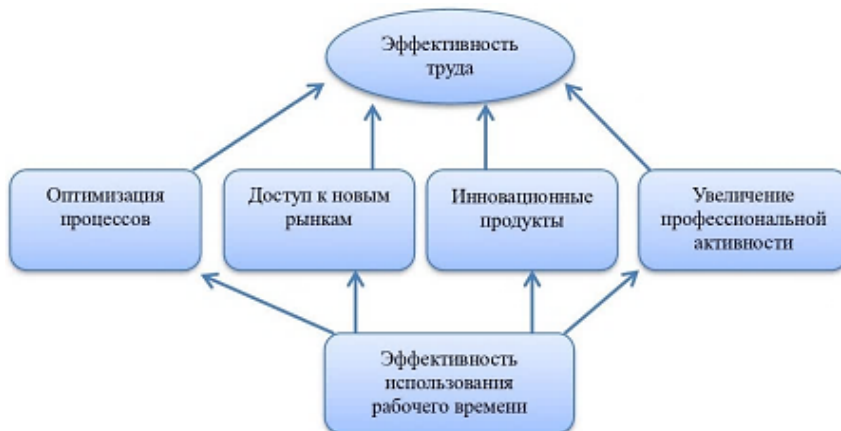 Эффективность
труда
Оптимизация
процессов
Доступ к новым
рынкам
Инновационные
продукты
Увеличение
профессиональной
активности
Эффективность
использования
рабочего времени